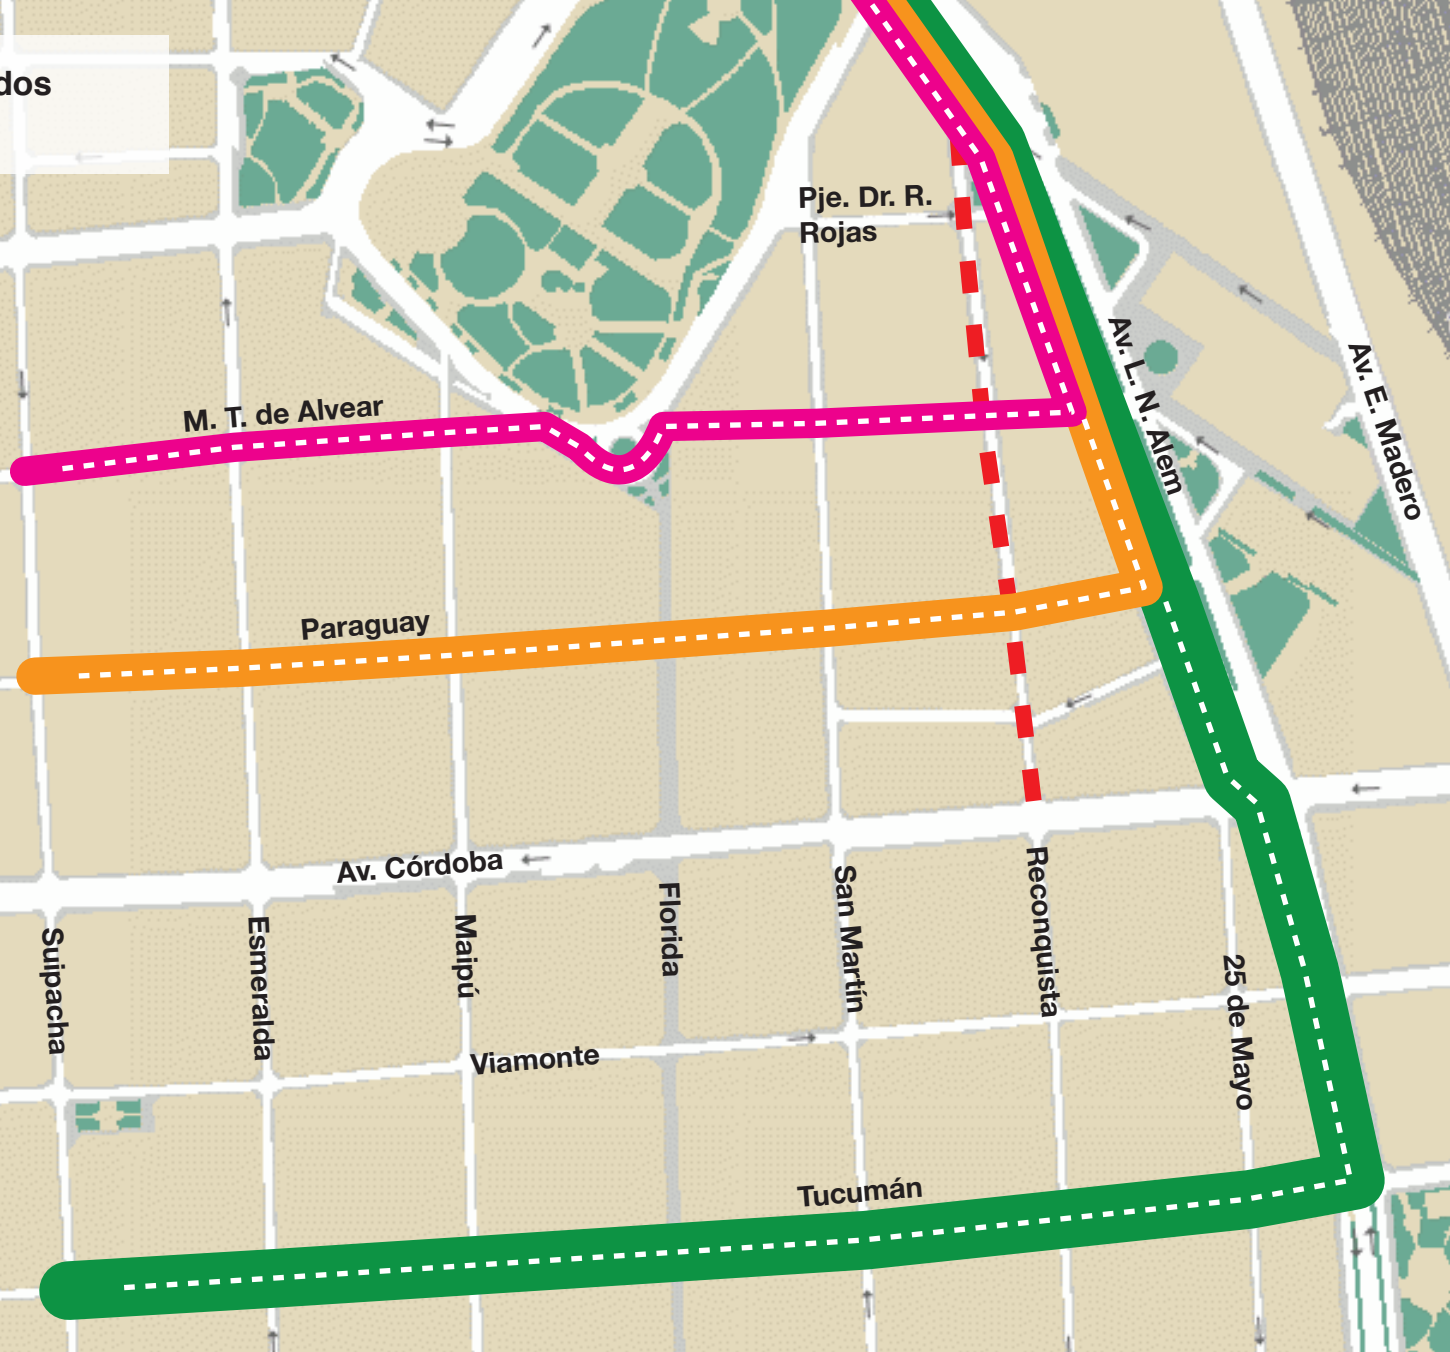 dos
Pje. Dr. R.
Rojas
Av. L. N. Alem
Av. E. Madero
M. T. de Alvear
Paraguay
Av. Córdoba
Suipacha
Esmeralda
Maipú
Florida
San Martín
Reconquista
25 de Mayo
Viamonte
Tucumán